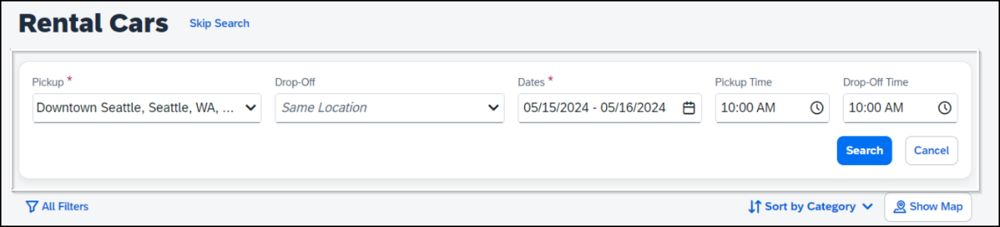 Rental Cars Skip Search
Pickup * Drop-Off Dates * Pickup Time Drop-Off Time
Downtown Seattle, Seattle, WA, ... Same Location 05/15/2024 - 05/16/2024 10:00 AM 10:00 AM
Search Cancel
All Filters Sort by Category Show Map